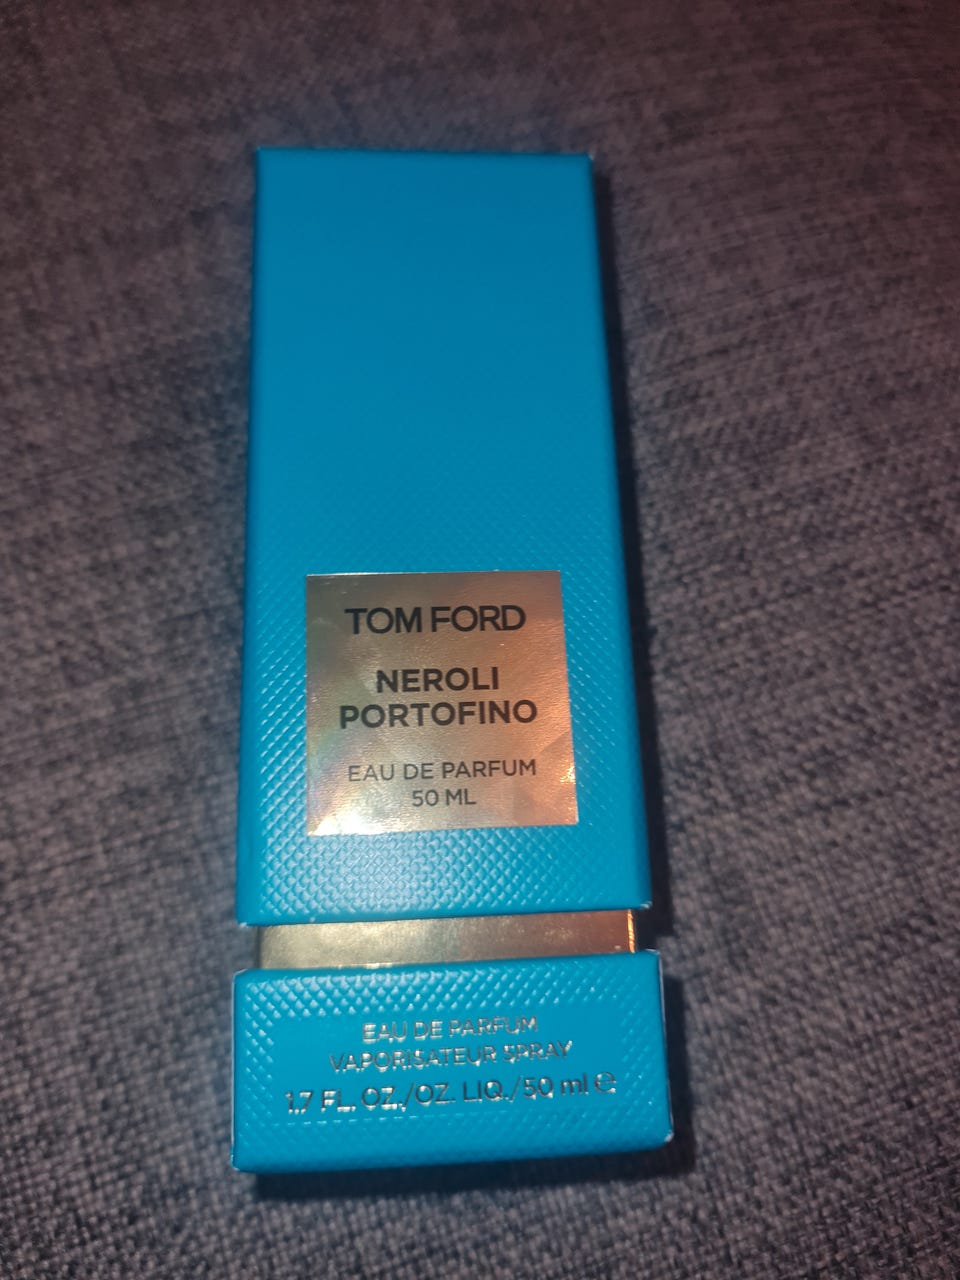 TOM FORD
NEROLI
PORTOFINO
EAU DE PARFUM
50 ML
EAU DE PARFUM
VAPORISATEUR SPRAY
1.7 FL. OZ./OZ. LIQ./50 ml ℮